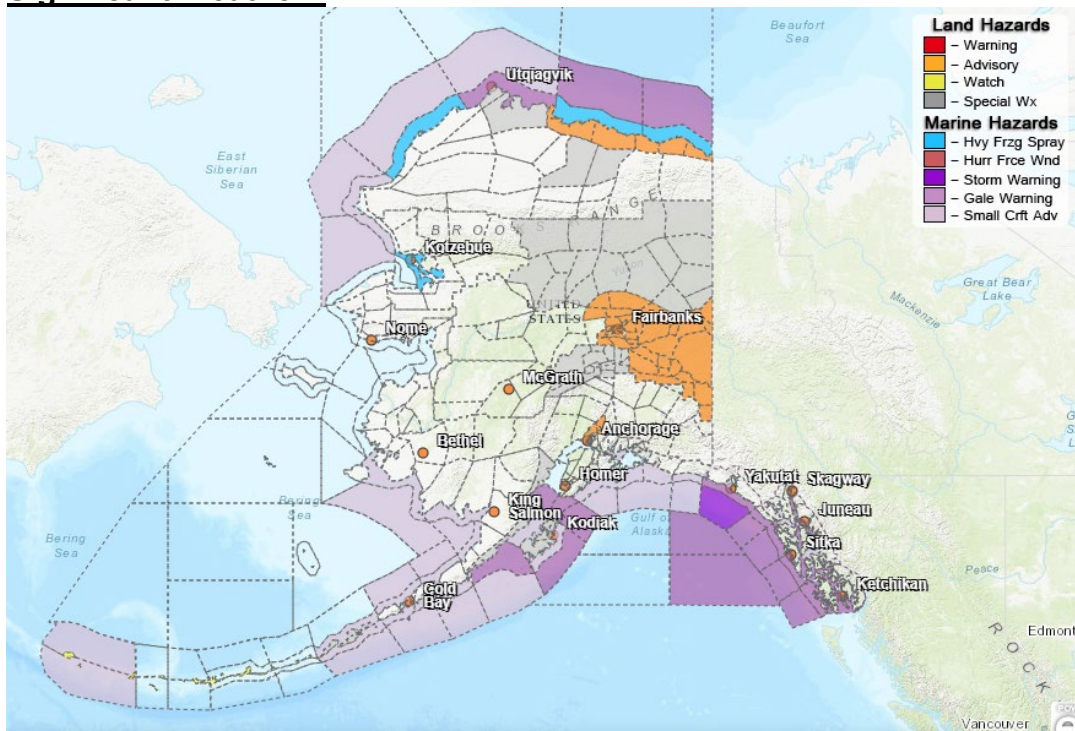 Beaufort
Sea
Land Hazards
– Warning
– Advisory
– Watch
– Special Wx
Marine Hazards
– Hvy Frzg Spray
– Hurr Frce Wnd
– Storm Warning
– Gale Warning
– Small Crft Adv
Utqiagvik
East
Siberian
Sea
BROOKS RANGE
Kotzebue
Yukon
Great Bear
Lake
Mackenzie
UNITED
STATES
Fairbanks
Nome
McGrath
Anchorage
Bethel
Homer
Yakutat
Skagway
King
Salmon
Kodiak
Gulf of
Alaska
Juneau
Bering
Sea
Bering
Sea
Sitka
Peace
Cold
Bay
Ketchikan
Edmont
ROCK
Vancouver